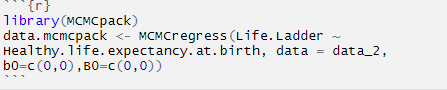 ```{r}
library(MCMCpack)
data.mcmcpack <- MCMCregress(Life.Ladder ~
Healthy.life.expectancy.at.birth, data = data_2,
b0=c(0,0),B0=c(0,0))
```